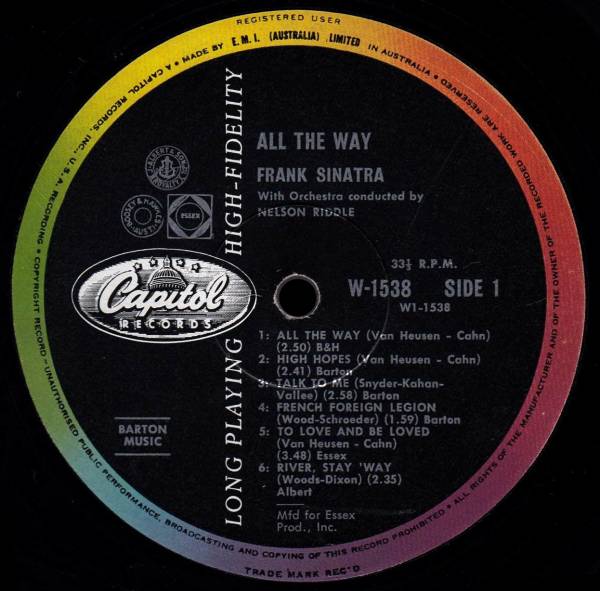 REGISTERED USER
A CAPITOL RECORDS, INC., U.S.A. RECORDING • COPYRIGHT RECORD — UNAUTHORISED PUBLIC PERFORMANCE, BROADCASTING AND COPYING OF THIS RECORD PROHIBITED • ALL RIGHTS OF THE MANUFACTURER AND OF THE OWNER OF THE RECORDED WORK ARE RESERVED •
MADE BY E.M.I. (AUSTRALIA) LIMITED IN AUSTRALIA
TRADE MARK REC'D
LONG PLAYING HIGH-FIDELITY
ALL THE WAY
FRANK SINATRA
With Orchestra conducted by
NELSON RIDDLE
ESSEX
Capitol
RECORDS
33⅓ R.P.M.
W-1538 SIDE 1
W1-1538
1: ALL THE WAY (Van Heusen - Cahn)
(2.50) B&H
2: HIGH HOPES (Van Heusen - Cahn)
(2.41) Barton
3: TALK TO ME (Snyder-Kahan-
Vallee) (2.58) Barton
4: FRENCH FOREIGN LEGION
(Wood-Schroeder) (1.59) Barton
5: TO LOVE AND BE LOVED
(Van Heusen - Cahn)
(3.48) Essex
6: RIVER, STAY 'WAY
(Woods-Dixon) (2.35)
Albert
Mfd for Essex
Prod., Inc.
BARTON
MUSIC